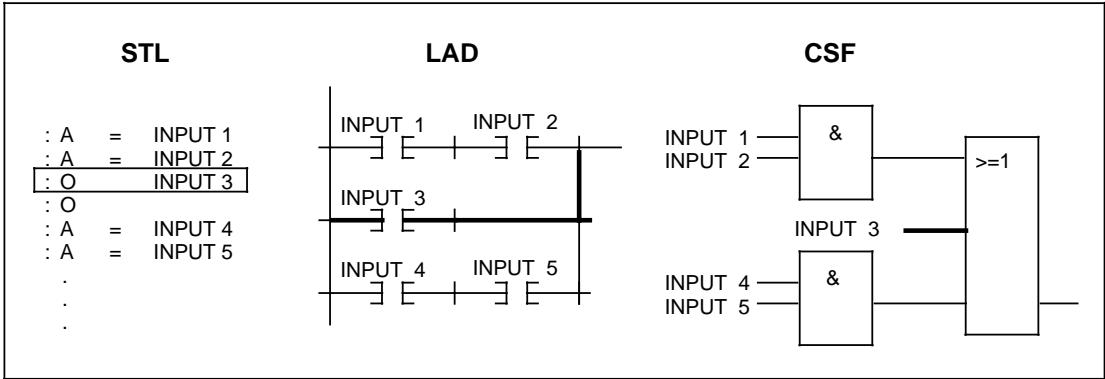 STL
LAD
CSF
: A = INPUT 1
: A = INPUT 2
: O INPUT 3
: O
: A = INPUT 4
: A = INPUT 5
.
.
.
INPUT 1 INPUT 2
INPUT 3
INPUT 4 INPUT 5
INPUT 1
INPUT 2
&
>=1
INPUT 3
INPUT 4
INPUT 5
&